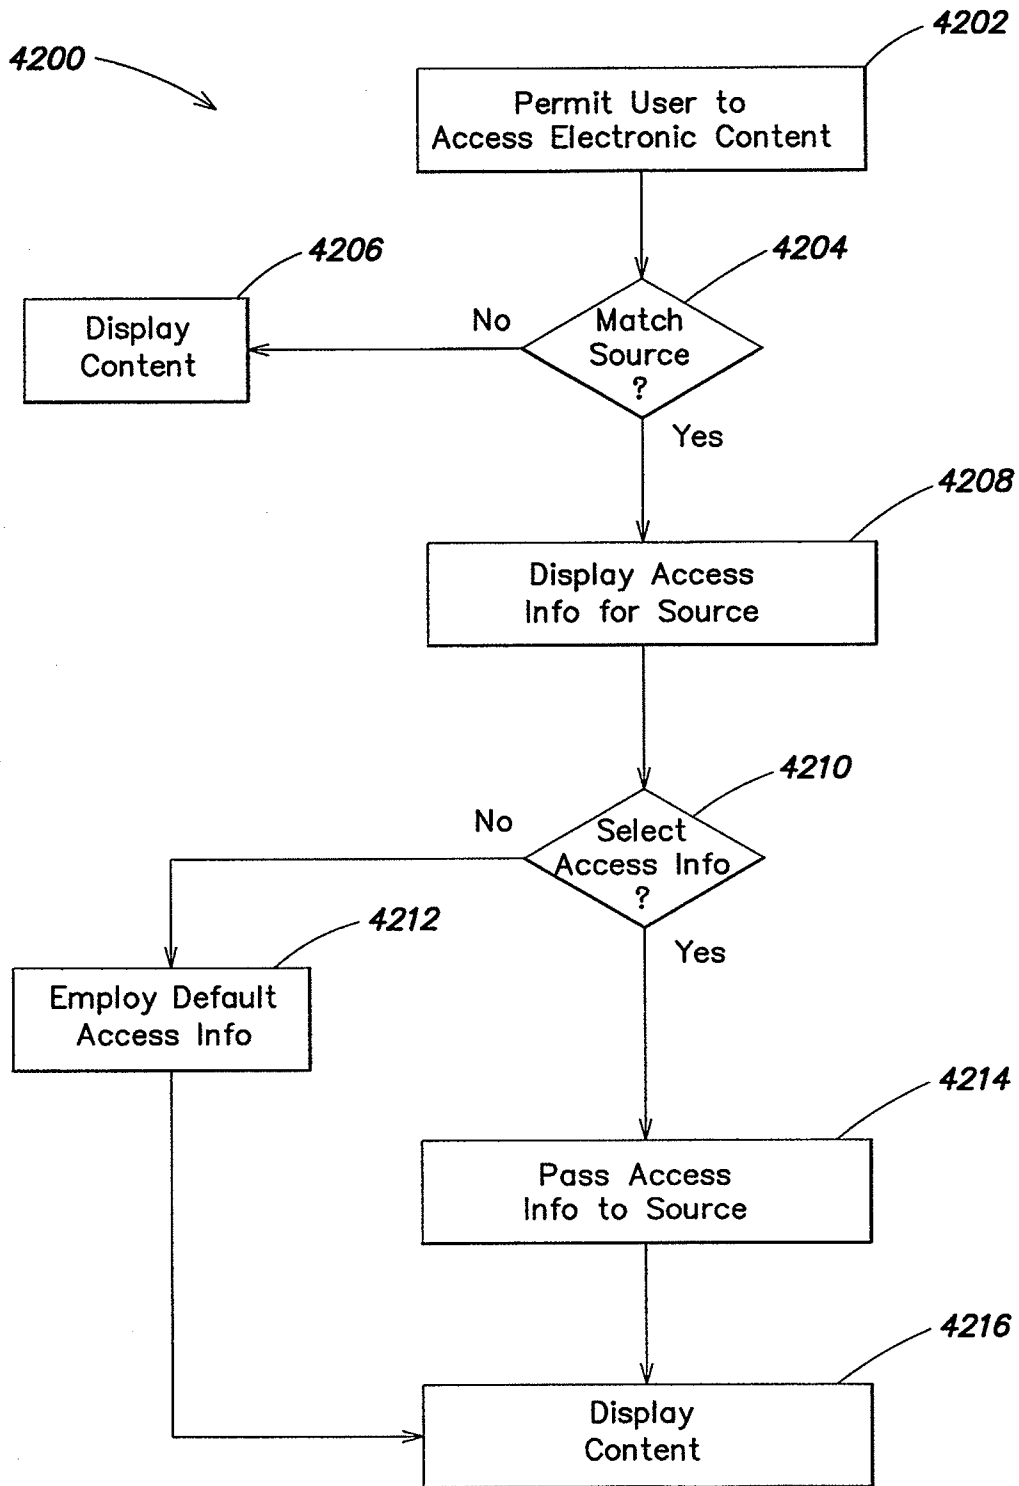 4200
4202
Permit User to
Access Electronic Content
4206
4204
Display
Content
No
Match
Source
?
Yes
4208
Display Access
Info for Source
4210
No
Select
Access Info
?
Yes
4212
Employ Default
Access Info
4214
Pass Access
Info to Source
4216
Display
Content